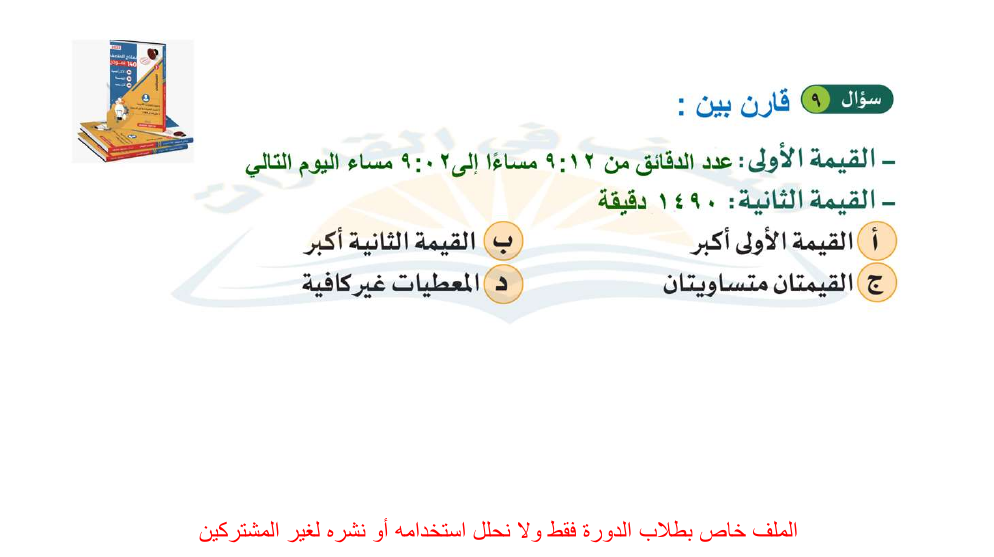 سؤال ٩ قارن بين :
- القيمة الأولى: عدد الدقائق من ٩:١٢ مساءًا إلى٩:٠٢ مساء اليوم التالي
- القيمة الثانية: ١٤٩٠ دقيقة
أ القيمة الأولى أكبر ب القيمة الثانية أكبر
ج القيمتان متساويتان د المعطيات غير كافية
الملف خاص بطلاب الدورة فقط ولا نحلل استخدامه أو نشره لغير المشتركين